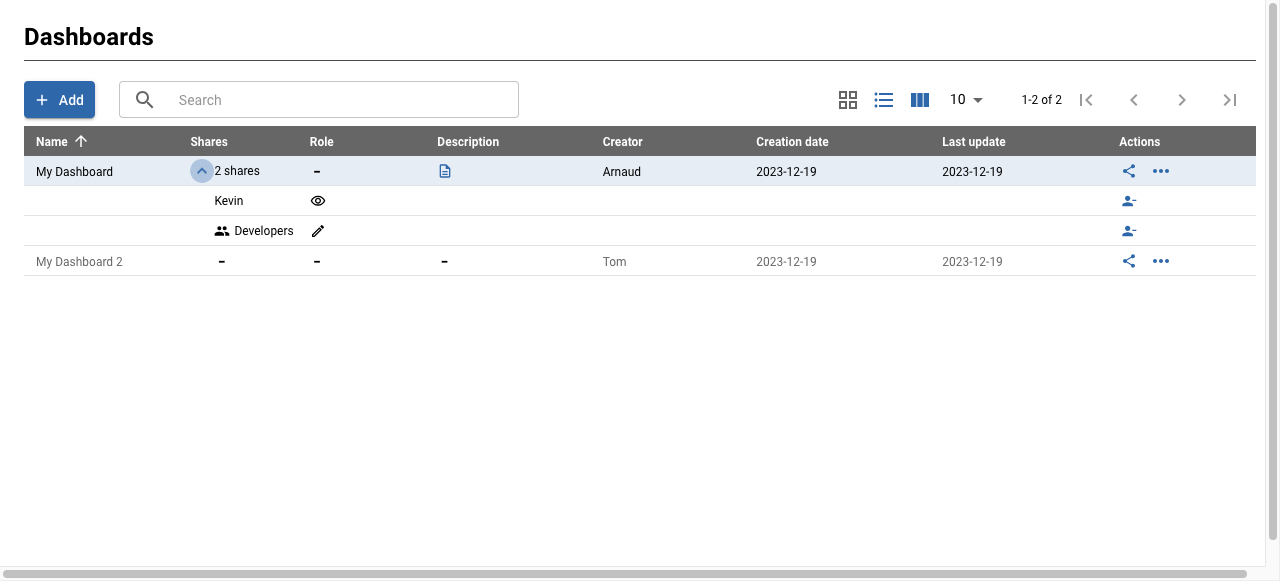 Dashboards
Add
Search
10
1-2 of 2
Name Shares Role Description Creator Creation date Last update Actions
My Dashboard 2 shares – Arnaud 2023-12-19 2023-12-19
Kevin
Developers
My Dashboard 2 – – – Tom 2023-12-19 2023-12-19